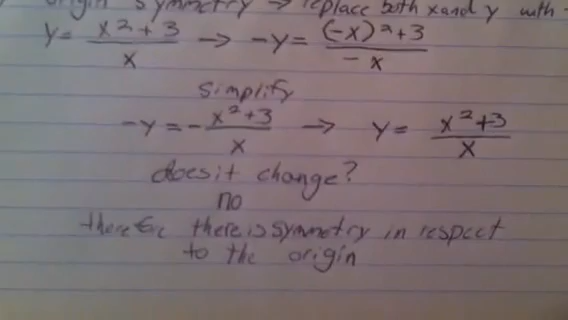 origin symmetry → replace both x and y with -
y = x² + 3 / x → -y = (-x)² + 3 / -x
simplify
-y = - x² + 3 / x → y = x² + 3 / x
does it change?
no
there is symmetry in respect
to the origin